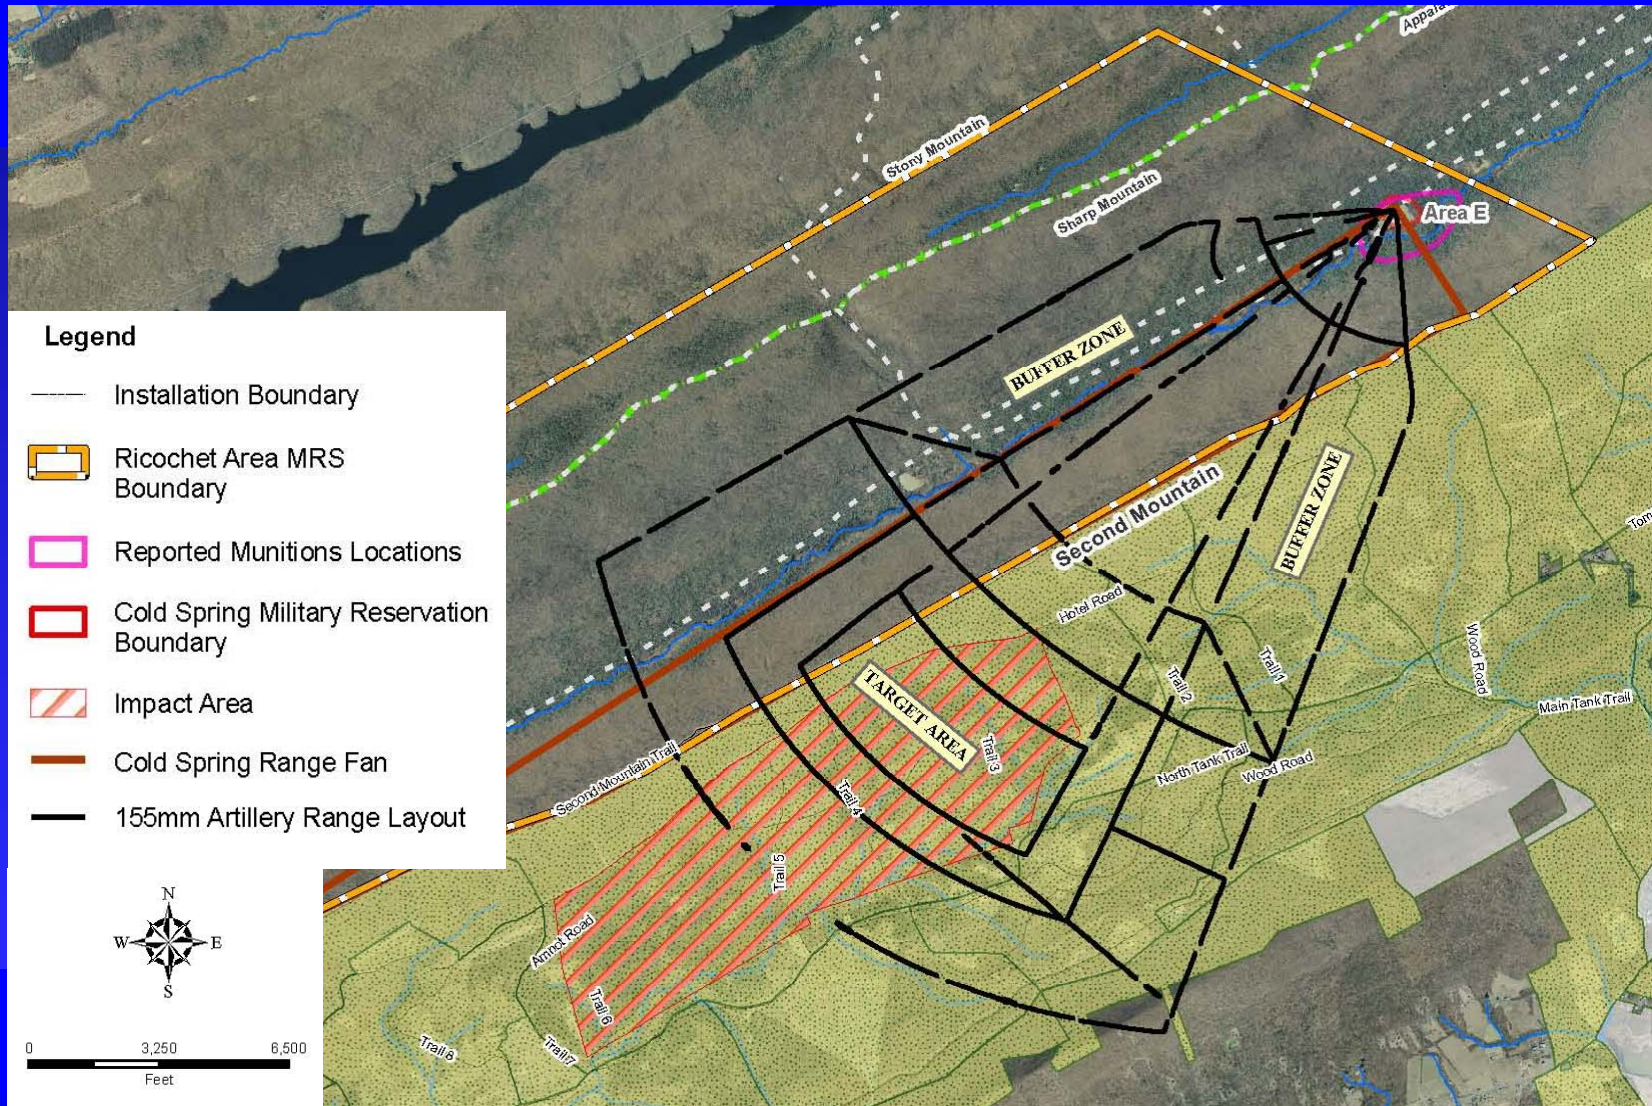 Appala
Stony Mountain
Sharp Mountain
Area E
BUFFER ZONE
BUFFER ZONE
Second Mountain
Hotel Road
Tom
Wood Road
Trail 1
Trail 2
Main Tank Trail
TARGET AREA
Trail 3
North Tank Trail
Wood Road
Second Mountain Trail
Trail 4
Trail 5
Amnot Road
Trail 6
Trail 7
Trail 8
Legend
Installation Boundary
Ricochet Area MRS
Boundary
Reported Munitions Locations
Cold Spring Military Reservation
Boundary
Impact Area
Cold Spring Range Fan
155mm Artillery Range Layout
N
W E
S
0 3,250 6,500
Feet